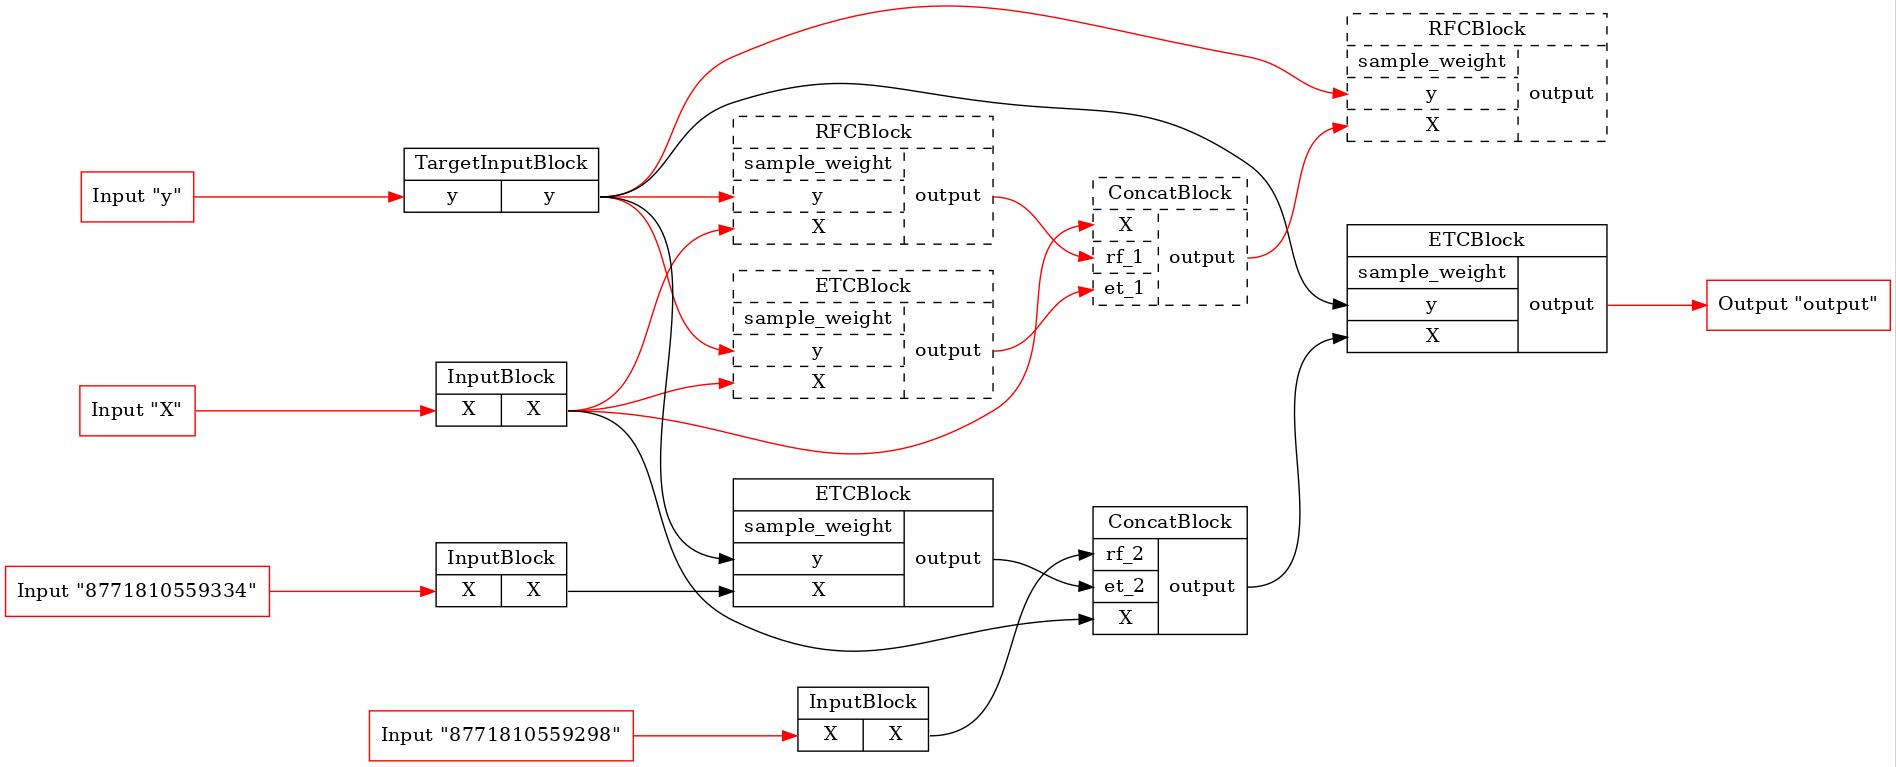 RFCBlock
sample_weight
y
output
X
RFCBlock
TargetInputBlock
sample_weight
Input "y"
y
y
y
output
X
ConcatBlock
X
rf_1
output
et_1
ETCBlock
sample_weight
y
output
X
ETCBlock
sample_weight
y
output
X
Output "output"
InputBlock
Input "X"
X
X
ETCBlock
sample_weight
y
output
X
ConcatBlock
rf_2
et_2
output
X
InputBlock
Input "8771810559334"
X
X
InputBlock
Input "8771810559298"
X
X